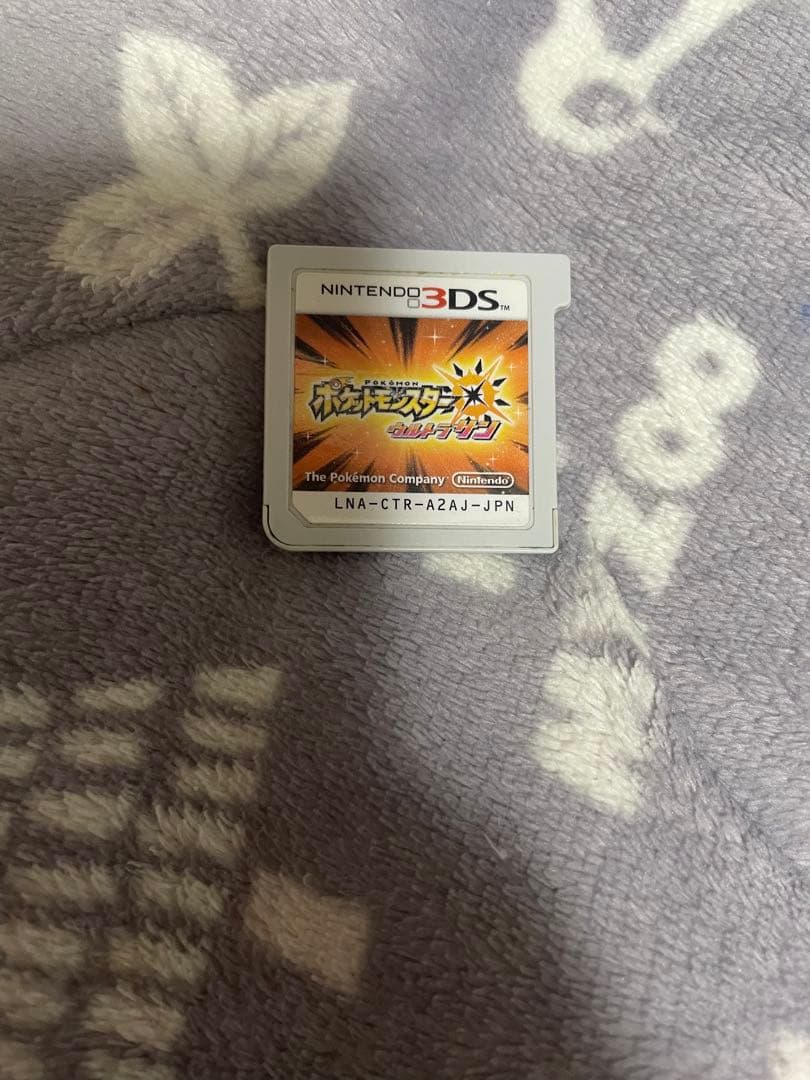 NINTENDO 3DS™
POKÉMON
ポケットモンスター
ウルトラサン
The Pokémon Company Nintendo
LNA-CTR-A2AJ-JPN